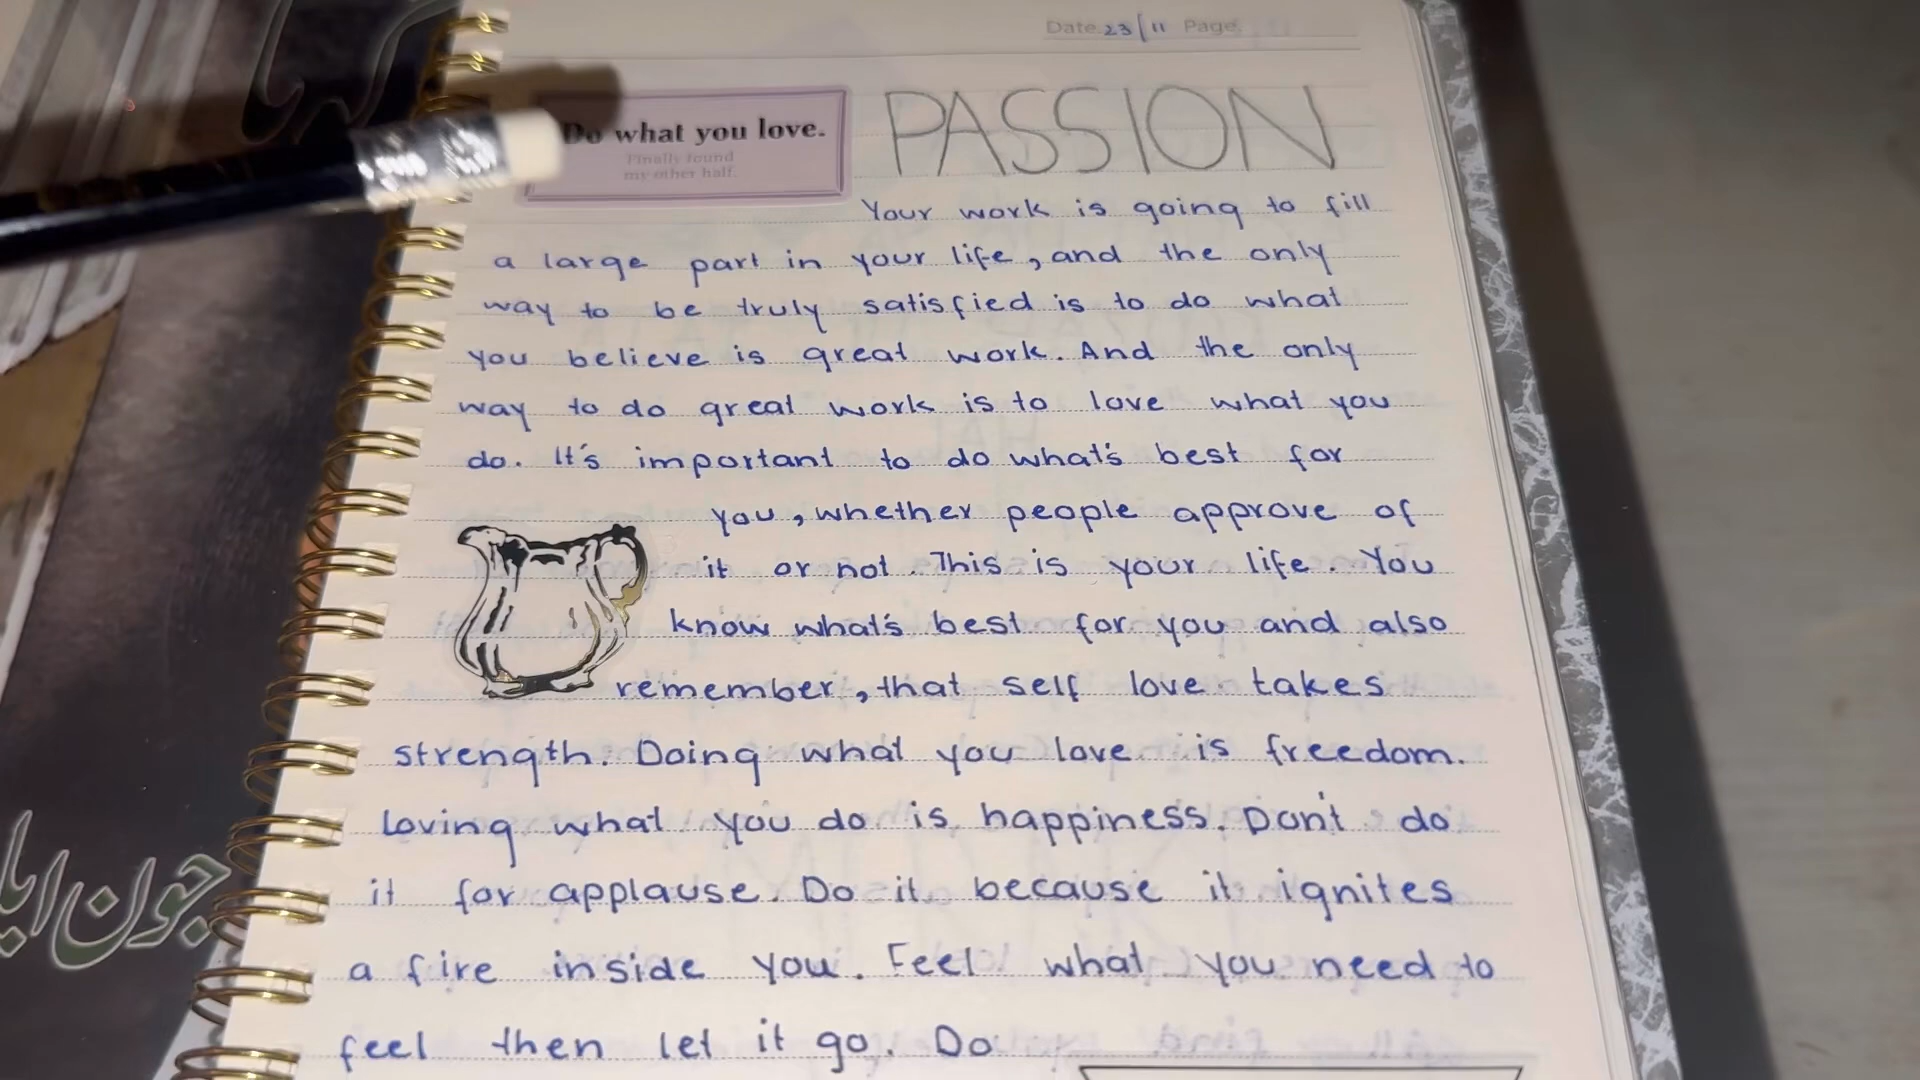 Date. 23/11 Page.
Do what you love.
Finally found
my other half.
PASSION
Your work is going to fill
a large part in your life, and the only
way to be truly satisfied is to do what
you believe is great work. And the only
way to do great work is to love what you
do. It's important to do what's best for
you, whether people approve of
it or not. This is your life. You
know what's best for you and also
remember, that self love takes
strength. Doing what you love is freedom.
Loving what you do is happiness. Don't do
it for applause. Do it because it ignites
a fire inside you. Feel what you need to
feel then let it go. Do
جون ایلیا